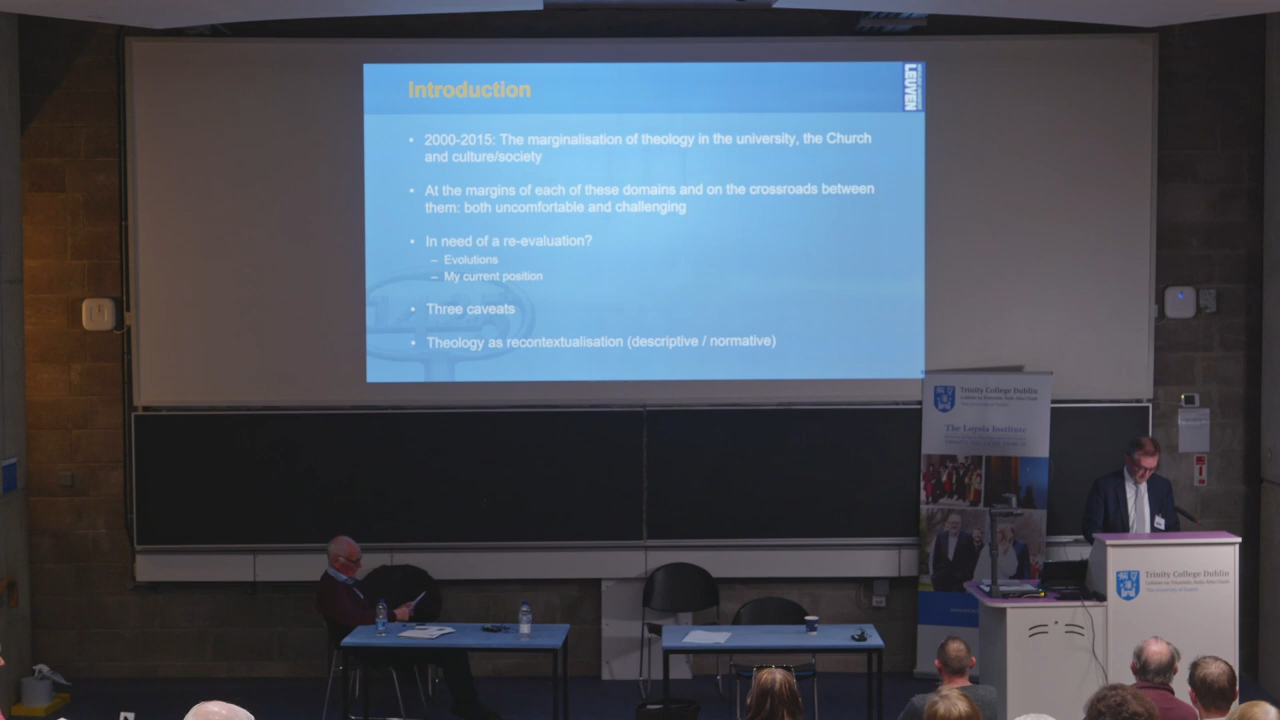 Introduction
LEUVEN
• 2000-2015: The marginalisation of theology in the university, the Church
and culture/society
• At the margins of each of these domains and on the crossroads between
them: both uncomfortable and challenging
• In need of a re-evaluation?
– Evolutions
– My current position
• Three caveats
• Theology as recontextualisation (descriptive / normative)
Trinity College Dublin
The Loyola Institute
Trinity College Dublin